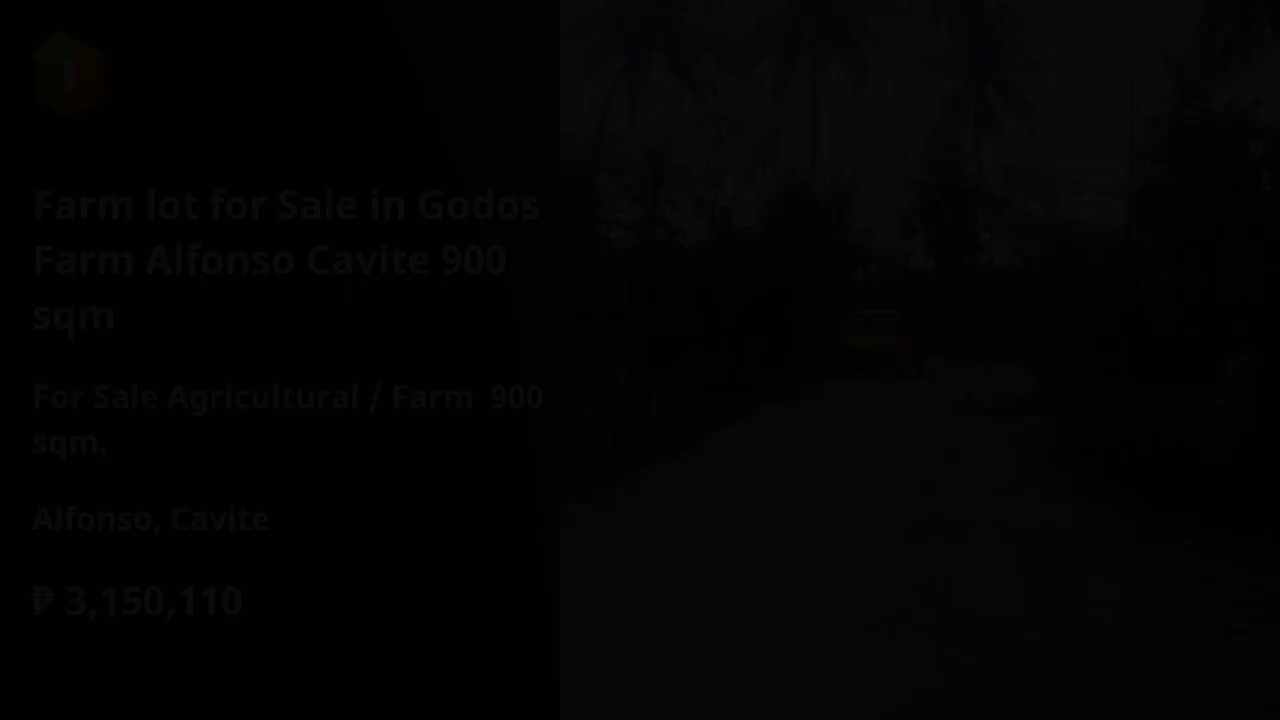 Farm lot for Sale in Godos
Farm Alfonso Cavite 900
sqm
For Sale Agricultural / Farm 900
sqm.
Alfonso, Cavite
₱ 3,150,110